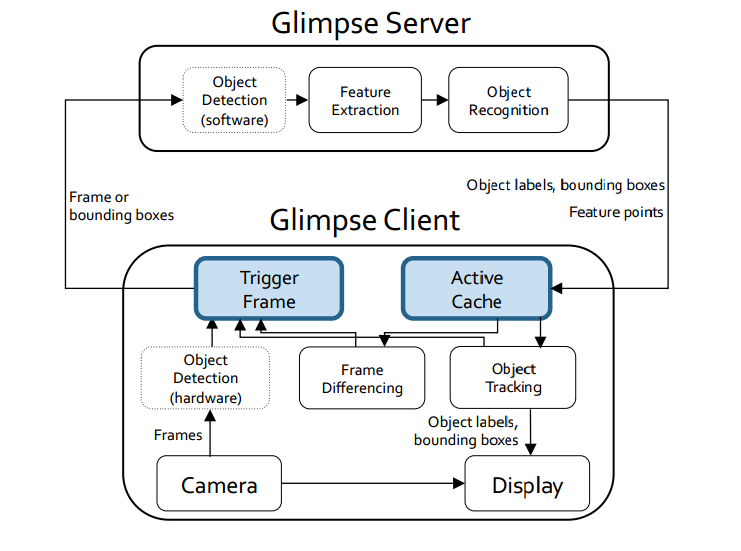 Glimpse Server
Object
Detection
(software)
Feature
Extraction
Object
Recognition
Frame or
bounding boxes
Object labels, bounding boxes
Feature points
Glimpse Client
Trigger
Frame
Active
Cache
Object
Detection
(hardware)
Frame
Differencing
Object
Tracking
Frames
Object labels,
bounding boxes
Camera
Display